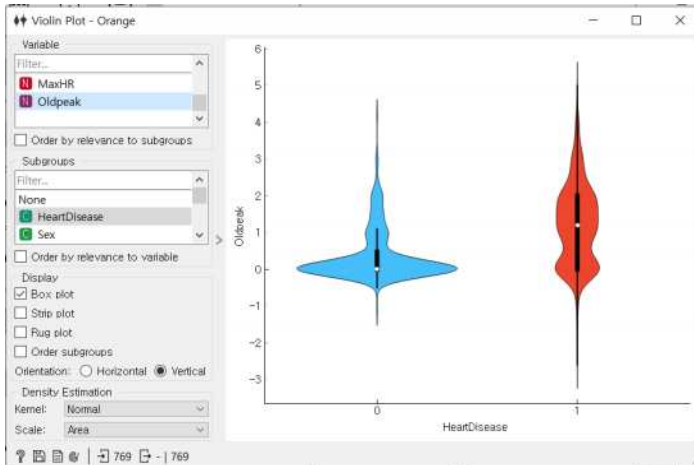 Violin Plot - Orange
Variable
Filter...
N MaxHR
N Oldpeak
Order by relevance to subgroups
Subgroups
Filter...
None
C HeartDisease
C Sex
Order by relevance to variable
Display
Box plot
Strip plot
Rug plot
Order subgroups
Orientation: Horizontal Vertical
Density Estimation
Kernel: Normal
Scale: Area
? 769 - | 769
6
5
4
3
2
1
0
-1
-2
-3
Oldpeak
0 1
HeartDisease